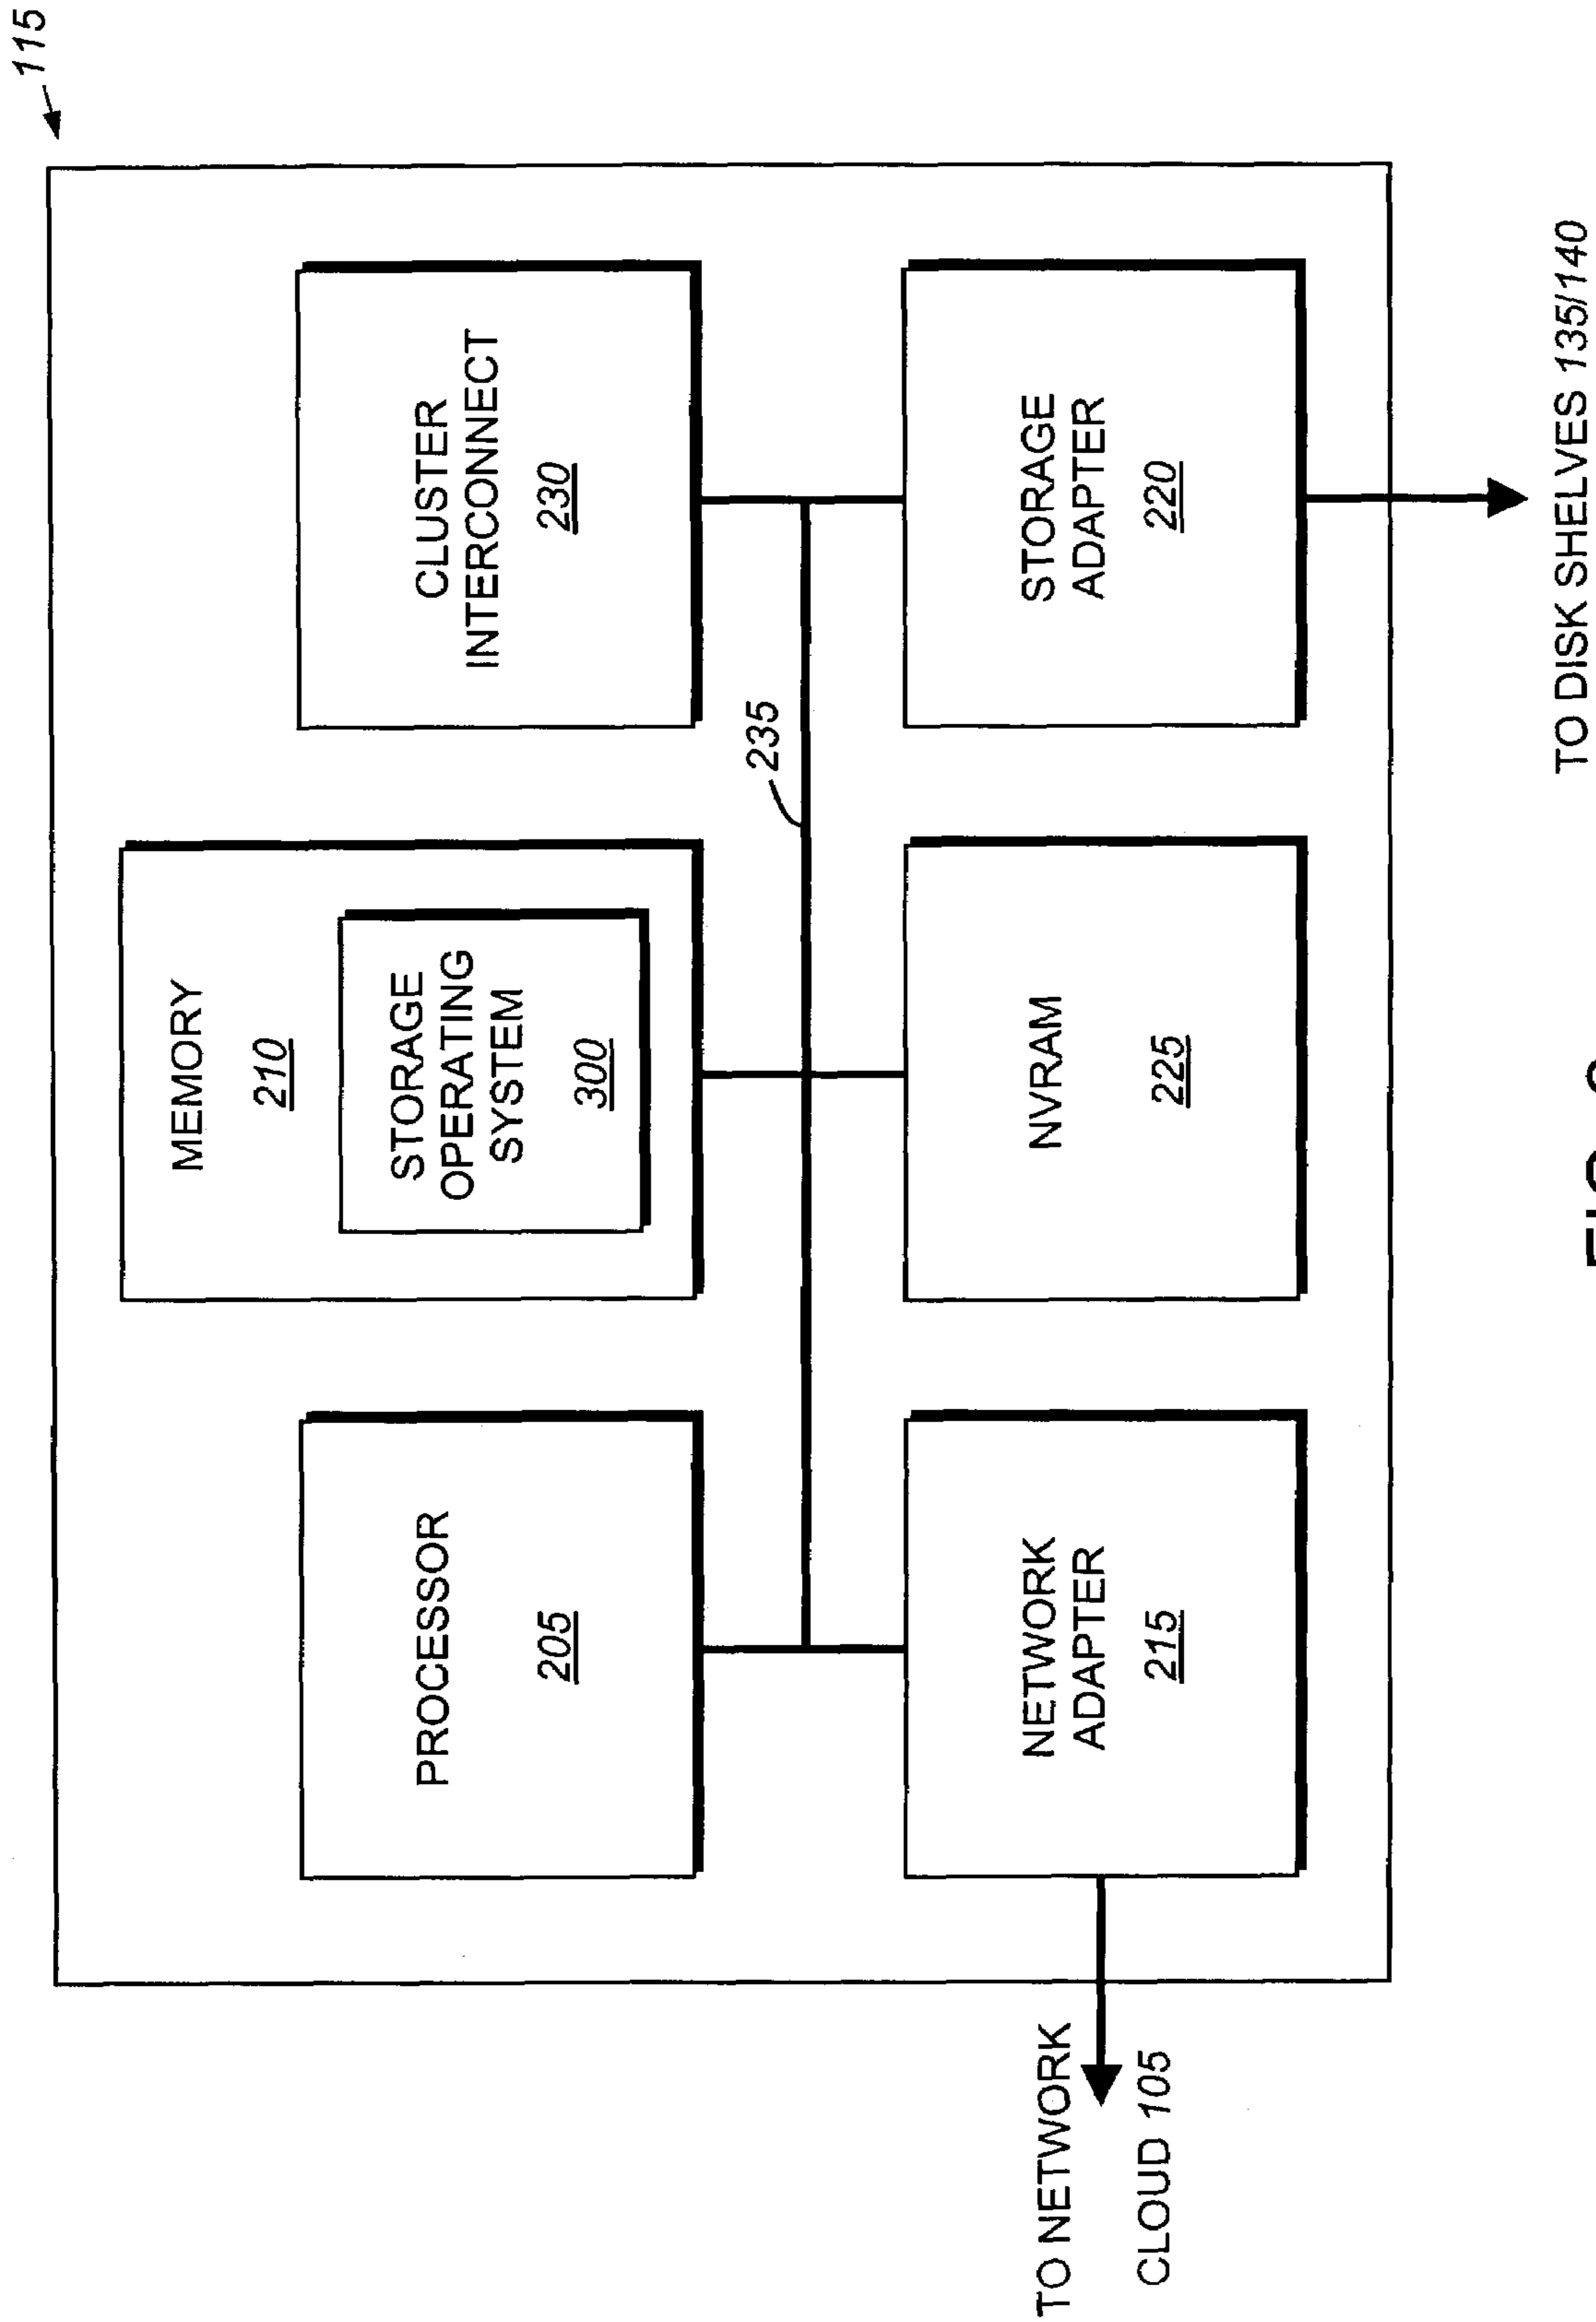 115
MEMORY
210
PROCESSOR
205
STORAGE
OPERATING
SYSTEM
300
CLUSTER
INTERCONNECT
230
235
NETWORK
ADAPTER
215
NVRAM
225
STORAGE
ADAPTER
220
TO NETWORK
CLOUD 105
TO DISK SHELVES 135/140
FIG.